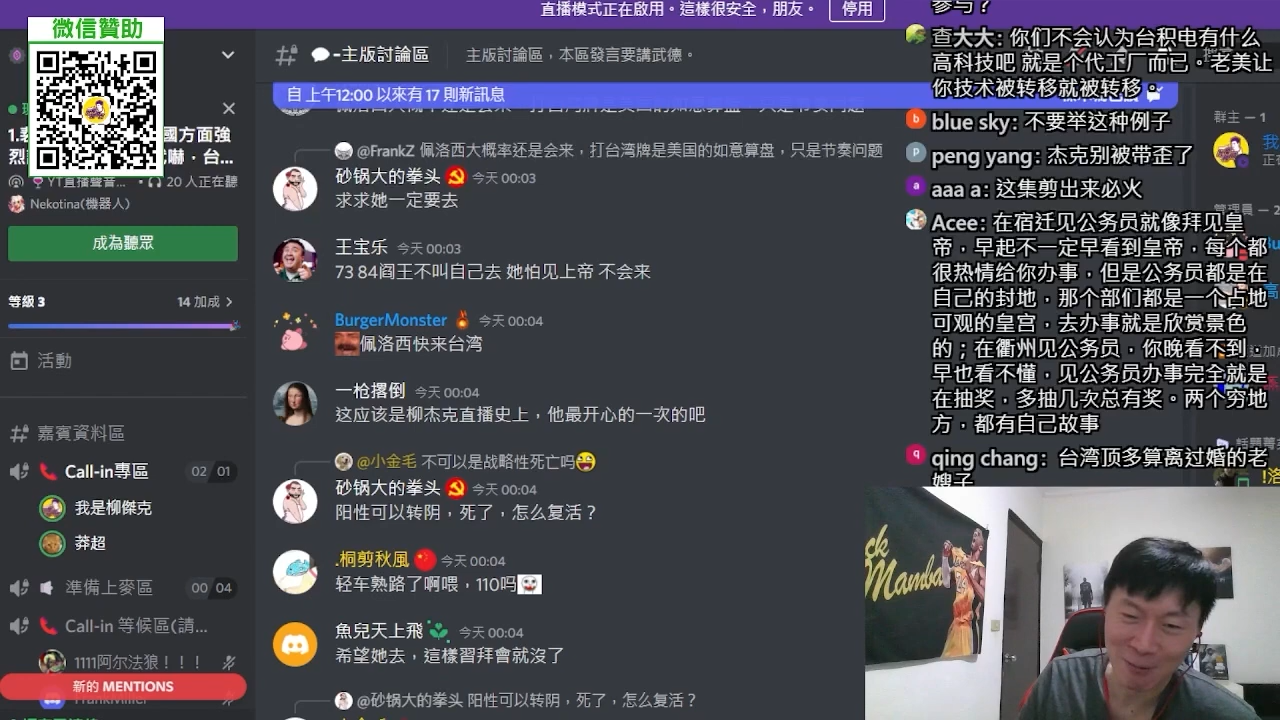 直播模式正在啟用。這樣很安全，朋友。
停用
微信贊助
國方面強
台...
YT直播聲音...
20 人正在聽
Nekotina(機器人)
成為聽眾
等級 3
14 加成
活動
嘉賓資料區
Call-in專區
02 01
我是柳傑克
莽超
準備上麥區
00 04
Call-in 等候區(請...
1111阿尔法狼！！！
新的 MENTIONS
-主版討論區
主版討論區，本區發言要講武德。
自 上午12:00 以來有 17 則新訊息
@FrankZ 佩洛西大概率还是会来，打台湾牌是美国的如意算盘，只是节奏问题
砂锅大的拳头 今天 00:03
求求她一定要去
王宝乐 今天 00:03
73 84阎王不叫自己去 她怕见上帝 不会来
BurgerMonster 今天 00:04
佩洛西快来台湾
一枪撂倒 今天 00:04
这应该是柳杰克直播史上，他最开心的一次的吧
@小金毛 不可以是战略性死亡吗
砂锅大的拳头 今天 00:04
阳性可以转阴，死了，怎么复活？
.桐剪秋風 今天 00:04
轻车熟路了啊喂，110吗
魚兒天上飛 今天 00:04
希望她去，這樣習拜會就沒了
@砂锅大的拳头 阳性可以转阴，死了，怎么复活？
参与？
查大大: 你们不会认为台积电有什么
高科技吧 就是个代工厂而已。老美让
你技术被转移就被转移
blue sky: 不要举这种例子
peng yang: 杰克别被带歪了
aaa a: 这集剪出来必火
Acee: 在宿迁见公务员就像拜见皇
帝，早起不一定早看到皇帝，每个都
很热情给你办事，但是公务员都是在
自己的封地，那个部们都是一个占地
可观的皇宫，去办事就是欣赏景色
的；在衢州见公务员，你晚看不到，
早也看不懂，见公务员办事完全就是
在抽奖，多抽几次总有奖。两个穷地
方，都有自己故事
qing chang: 台湾顶多算离过婚的老
嫂子
群主 — 1
Mamba